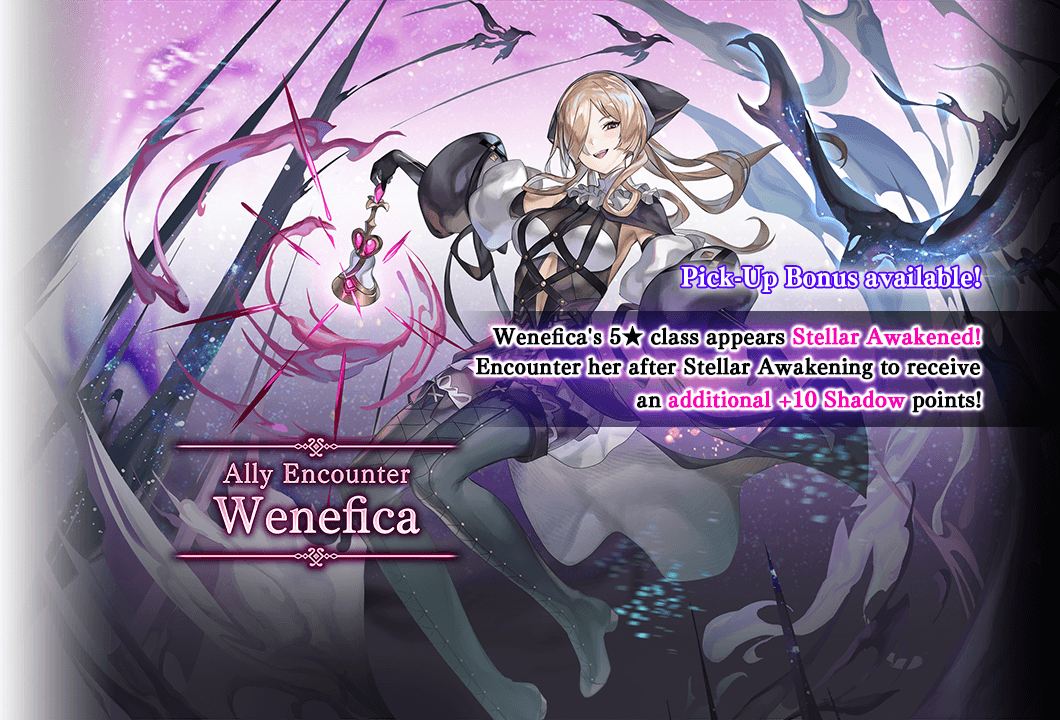 Pick-Up Bonus available!
Wenefica's 5★ class appears Stellar Awakened!
Encounter her after Stellar Awakening to receive
an additional +10 Shadow points!
Ally Encounter
Wenefica